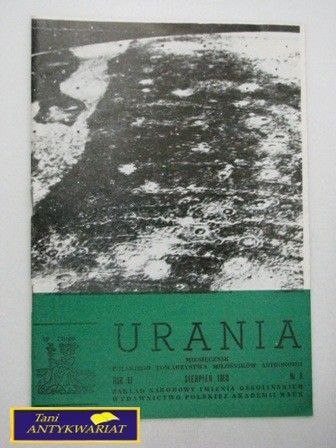 URANIA
MIESIĘCZNIK
POLSKIEGO TOWARZYSTWA MIŁOŚNIKÓW ASTRONOMII
SIERPIEŃ
ZAKŁAD NARODOWY IMIENIA OSSOLIŃSKICH
WYDAWNICTWO POLSKIEJ AKADEMII NAUK
Tani
ANTYKWARIAT